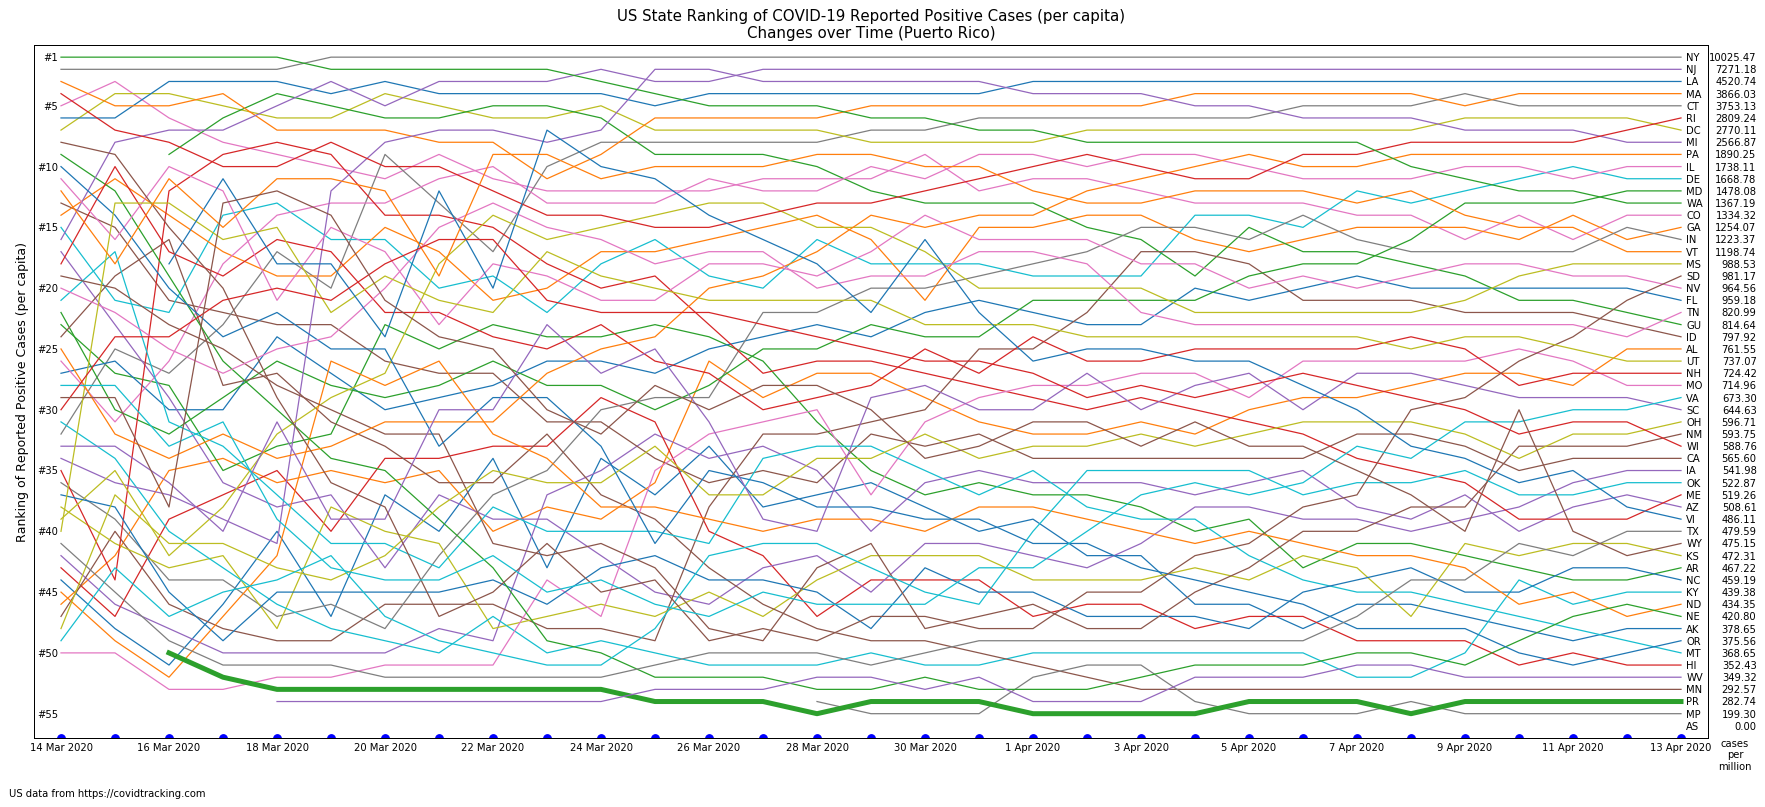 US State Ranking of COVID-19 Reported Positive Cases (per capita)
Changes over Time (Puerto Rico)
Ranking of Reported Positive Cases (per capita)
#1
#5
#10
#15
#20
#25
#30
#35
#40
#45
#50
#55
NY 10025.47
NJ 7271.18
LA 4520.74
MA 3866.03
CT 3753.13
RI 2809.24
DC 2770.11
MI 2566.87
PA 1890.25
IL 1738.11
DE 1668.78
MD 1478.08
WA 1367.19
CO 1334.32
GA 1254.07
IN 1223.37
VT 1198.74
MS 988.53
SD 981.17
NV 964.56
FL 959.18
TN 820.99
GU 814.64
ID 797.92
AL 761.55
UT 737.07
NH 724.42
MO 714.96
VA 673.30
SC 644.63
OH 596.71
NM 593.75
WI 588.76
CA 565.60
IA 541.98
OK 522.87
ME 519.26
AZ 508.61
VI 486.11
TX 479.59
WY 475.15
KS 472.31
AR 467.22
NC 459.19
KY 439.38
ND 434.35
NE 420.80
AK 378.65
OR 375.56
MT 368.65
HI 352.43
WV 349.32
MN 292.57
PR 282.74
MP 199.30
AS 0.00
14 Mar 2020 16 Mar 2020 18 Mar 2020 20 Mar 2020 22 Mar 2020 24 Mar 2020 26 Mar 2020 28 Mar 2020 30 Mar 2020 1 Apr 2020 3 Apr 2020 5 Apr 2020 7 Apr 2020 9 Apr 2020 11 Apr 2020 13 Apr 2020
cases
per
million
US data from https://covidtracking.com